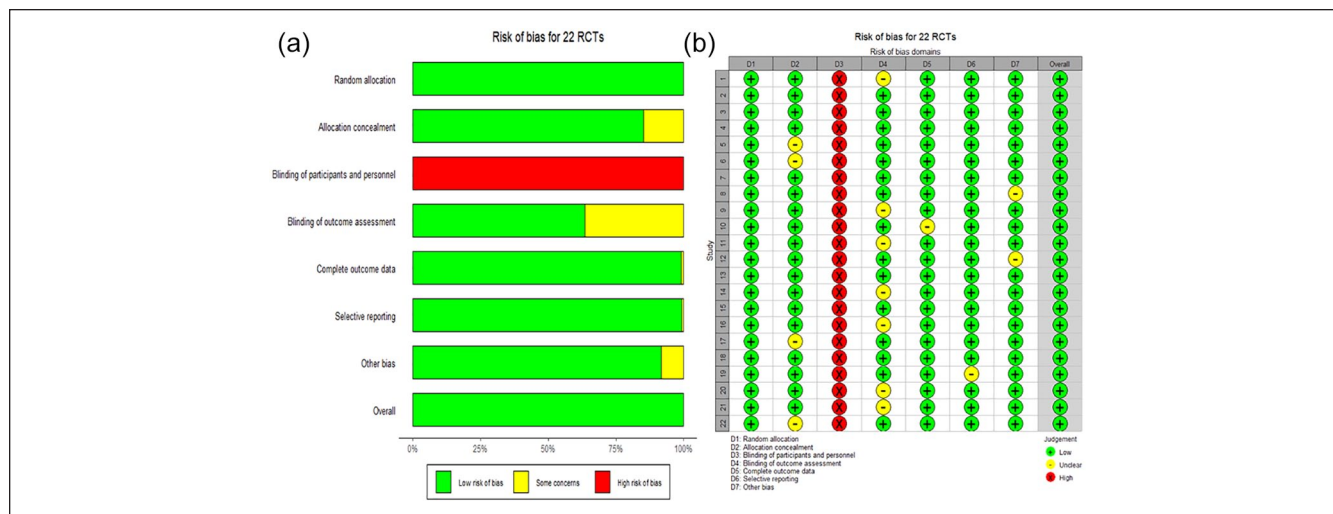 (a)
Risk of bias for 22 RCTs
Random allocation
Allocation concealment
Blinding of participants and personnel
Blinding of outcome assessment
Complete outcome data
Selective reporting
Other bias
Overall
0% 25% 50% 75% 100%
Low risk of bias Some concerns High risk of bias
(b)
Risk of bias for 22 RCTs
Risk of bias domains
D1 D2 D3 D4 D5 D6 D7 Overall
Study
1 + + X - + + + +
2 + + X + + + + +
3 + + X + + + + +
4 + + X + + + + +
5 + - X + + + + +
6 + - X + + + + +
7 + + X + + + + +
8 + + X + + + - +
9 + + X - + + + +
10 + + X + - + + +
11 + + X - + + + +
12 + + X + + + - +
13 + + X + + + + +
14 + + X - + + + +
15 + + X + + + + +
16 + + X - + + + +
17 + - X + + + + +
18 + + X + + + + +
19 + + X + + - + +
20 + + X - + + + +
21 + + X - + + + +
22 + - X + + + + +
D1: Random allocation
D2: Allocation concealment
D3: Blinding of participants and personnel
D4: Blinding of outcome assessment
D5: Complete outcome data
D6: Selective reporting
D7: Other bias
Judgement
+ Low
- Unclear
X High